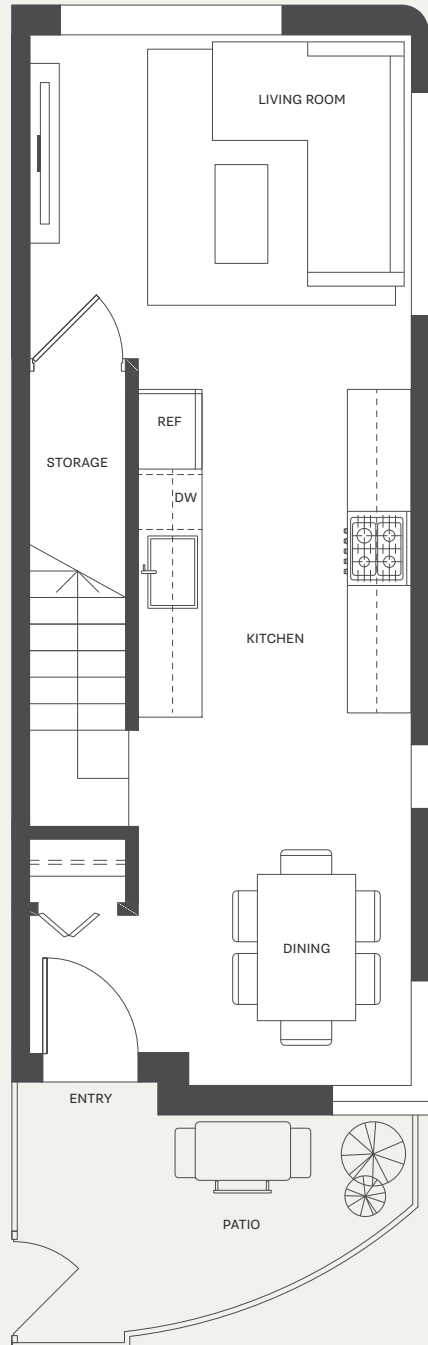 LIVING ROOM
REF
STORAGE
DW
KITCHEN
DINING
ENTRY
PATIO